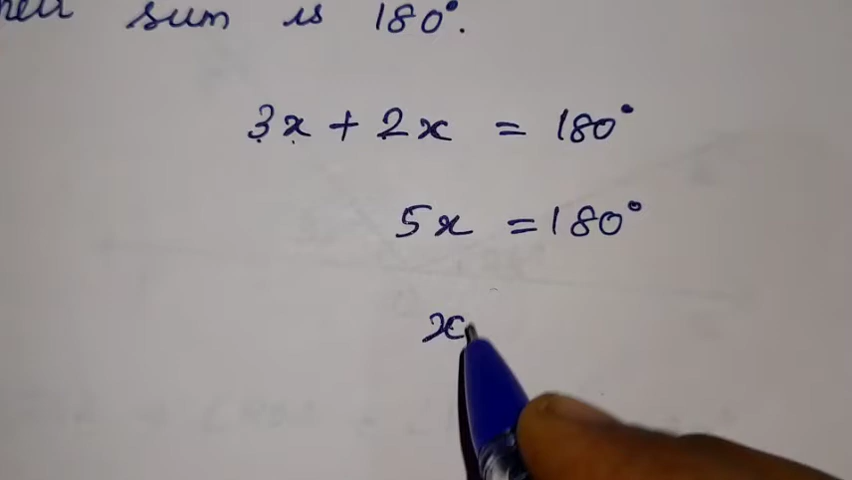 sum is 180°.
3x + 2x = 180°
5x = 180°
x